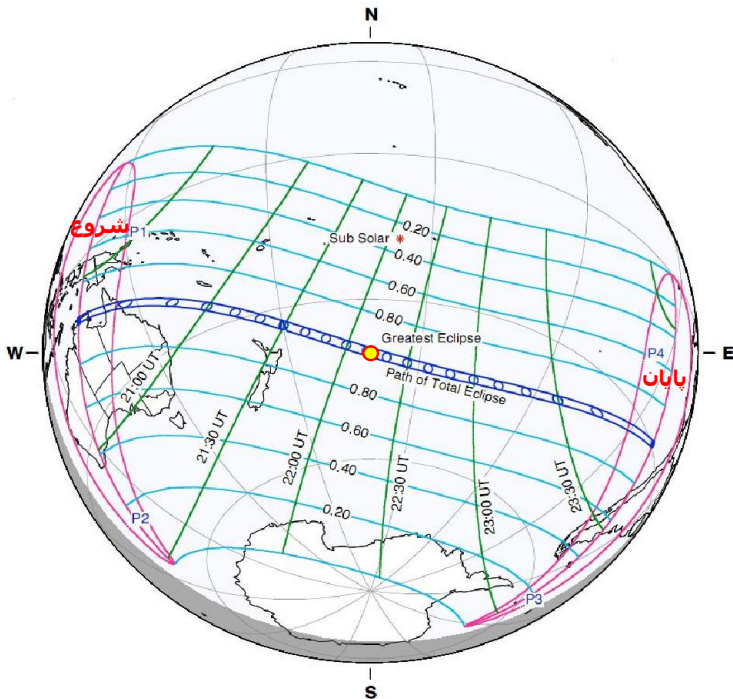 N
شروع
P1
Sub Solar
0.20
0.40
0.60
0.80
Greatest Eclipse
W
E
P4
پایان
Path of Total Eclipse
21:00 UT
0.80
21:30 UT
0.60
22:00 UT
0.40
22:30 UT
23:00 UT
23:30 UT
0.20
P2
P3
S